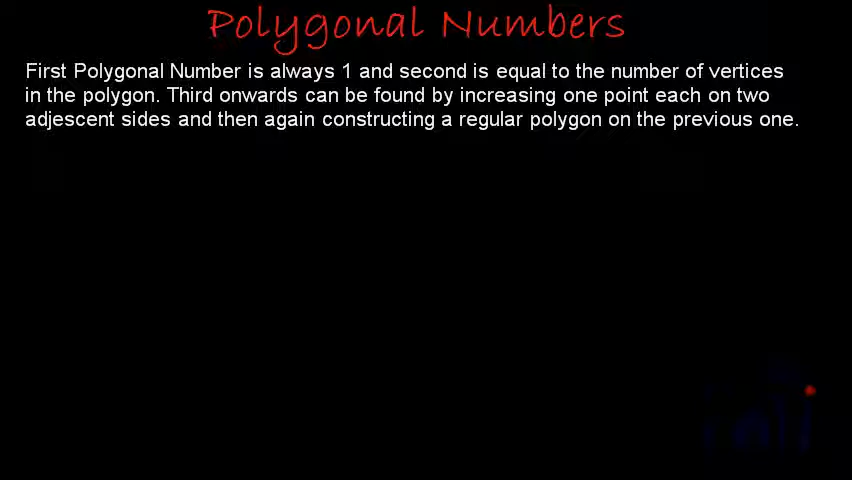 Polygonal Numbers
First Polygonal Number is always 1 and second is equal to the number of vertices
in the polygon. Third onwards can be found by increasing one point each on two
adjescent sides and then again constructing a regular polygon on the previous one.